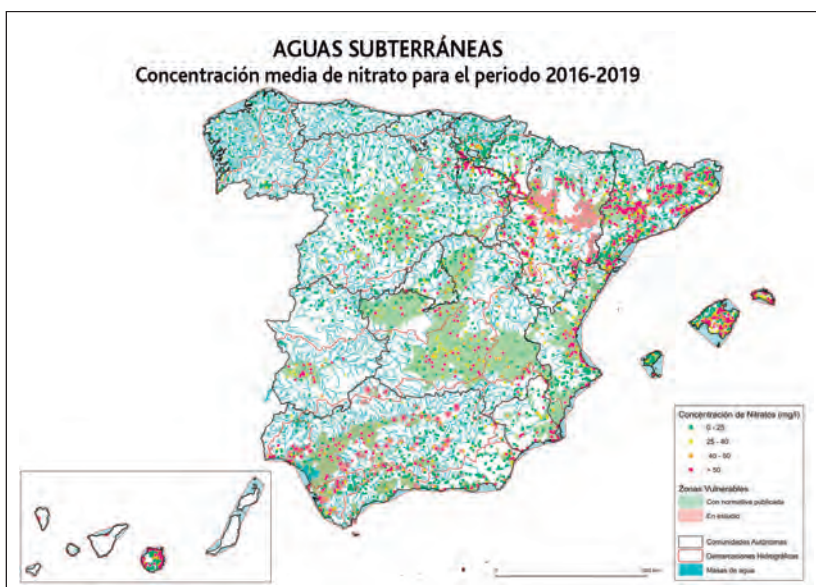 AGUAS SUBTERRÁNEAS
Concentración media de nitrato para el periodo 2016-2019
Concentración de Nitratos (mg/l)
0 - 25
25 - 40
40 - 50
> 50
Zonas Vulnerables
Con normativa publicada
En estudio
Comunidades Autónomas
Demarcaciones Hidrográficas
Masas de agua
0